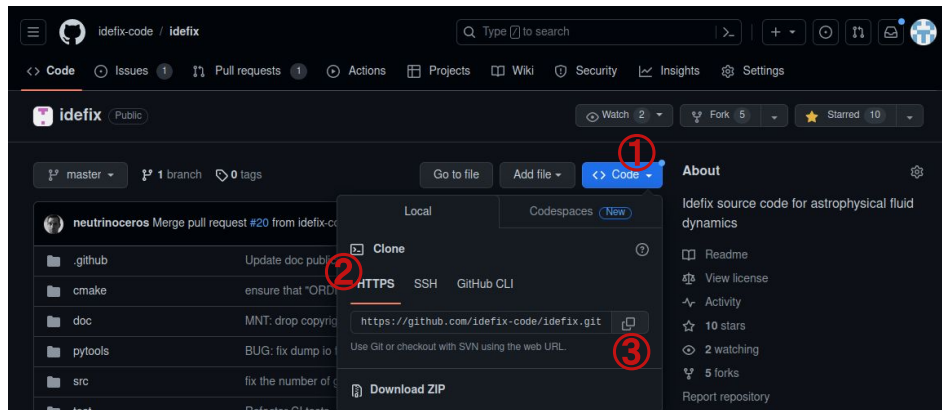 idefix-code / idefix
Type / to search
<> Code
Issues 1
Pull requests 1
Actions
Projects
Wiki
Security
Insights
Settings
idefix Public
Watch 2
Fork 5
Starred 10
①
master
1 branch
0 tags
Go to file
Add file
<> Code
About
Idefix source code for astrophysical fluid
dynamics
Local
Codespaces New
neutrinoceros Merge pull request #20 from idefix-co
Clone
②
HTTPS
SSH
GitHub CLI
https://github.com/idefix-code/idefix.git
③
Use Git or checkout with SVN using the web URL.
Download ZIP
.github
Update doc public
cmake
ensure that "ORD
doc
MNT: drop copyrig
pytools
BUG: fix dump io
src
fix the number of
Readme
View license
Activity
10 stars
2 watching
5 forks
Report repository